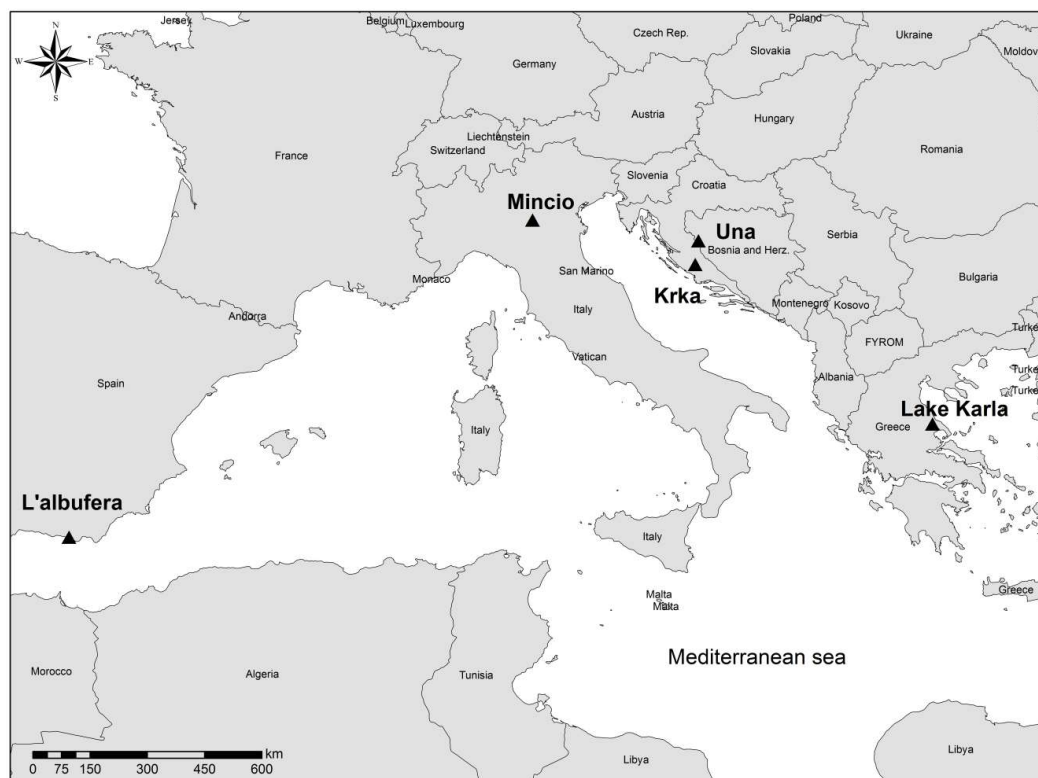 Jersey
Belgium
Luxembourg
Poland
Czech Rep.
Ukraine
Slovakia
Moldov
N
W
E
S
Germany
Austria
Hungary
Liechtenstein
Switzerland
France
Romania
Slovenia
Croatia
Mincio
Una
Bosnia and Herz.
Serbia
San Marino
Monaco
Krka
Bulgaria
Montenegro
Kosovo
Andorra
Italy
Turke
FYROM
Vatican
Albania
Turke
Turke
Spain
Lake Karla
Greece
Italy
L'albufera
Italy
Malta
Malta
Greece
Mediterranean sea
Morocco
Algeria
Tunisia
Libya
Libya
km
0 75 150 300 450 600